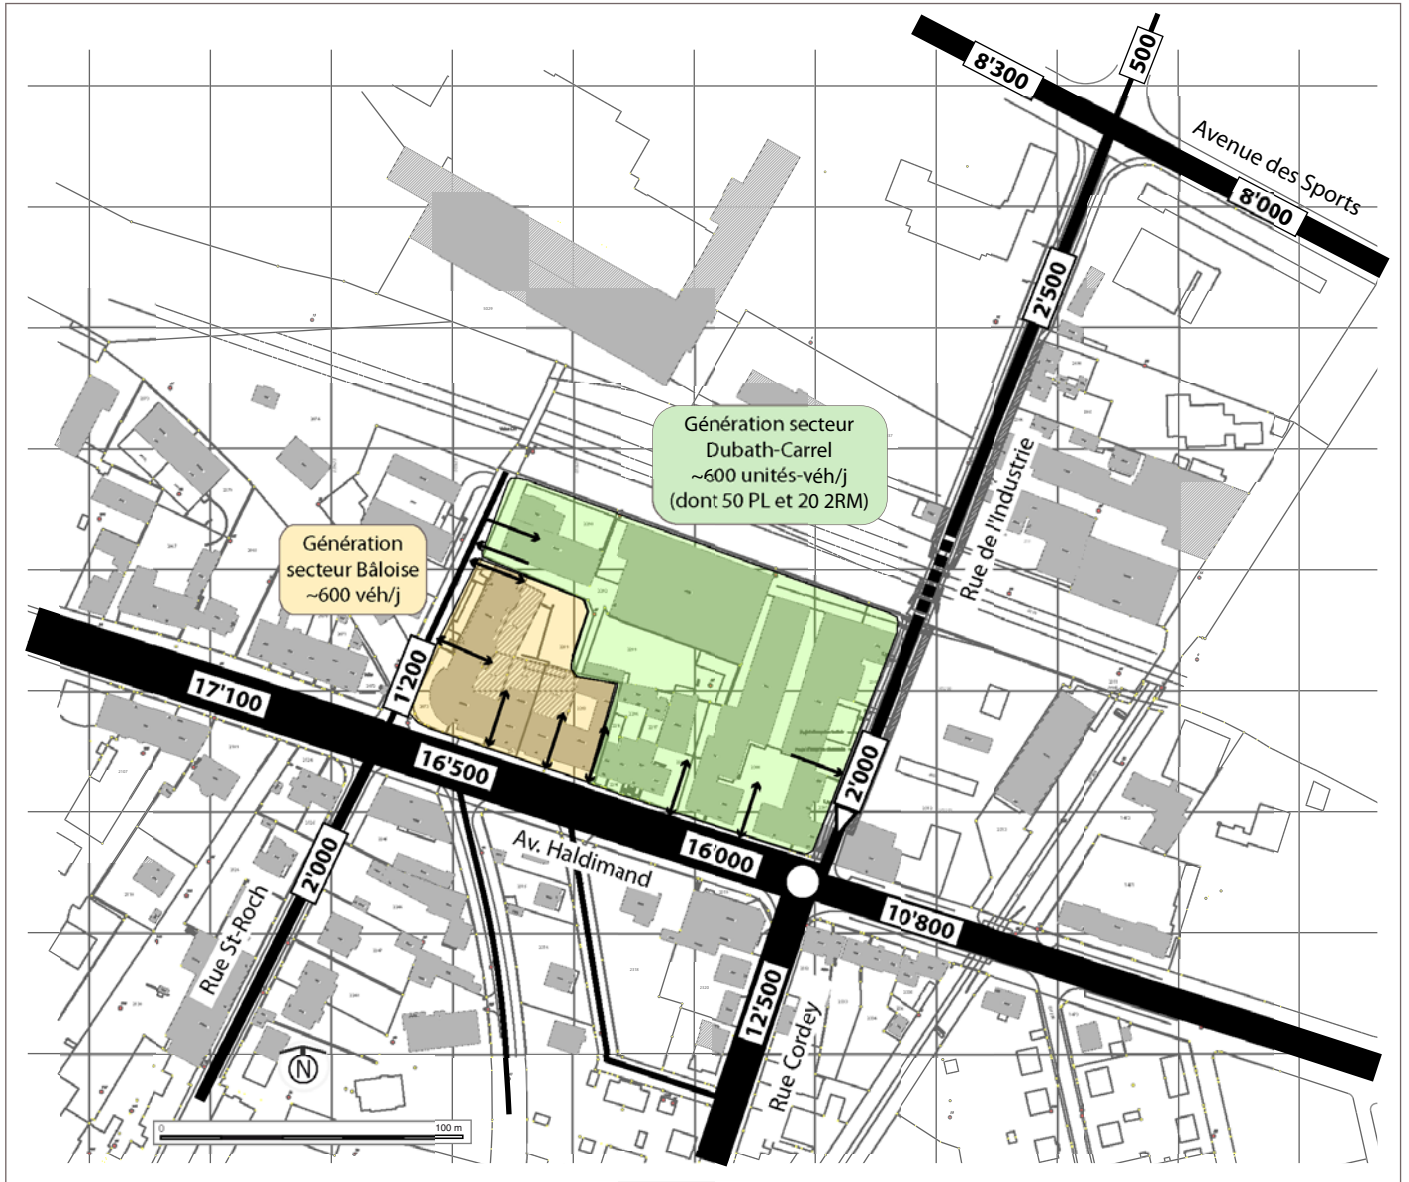 500
8'300
Avenue des Sports
8'000
2'500
Génération secteur
Dubath-Carrel
~600 unités-véh/j
(dont 50 PL et 20 2RM)
Rue de l'Industrie
Génération
secteur Bâloise
~600 véh/j
1'200
17'100
16'500
2'000
16'000
Av. Haldimand
2'000
10'800
Rue St-Roch
12'500
Rue Cordey
N
0
100 m